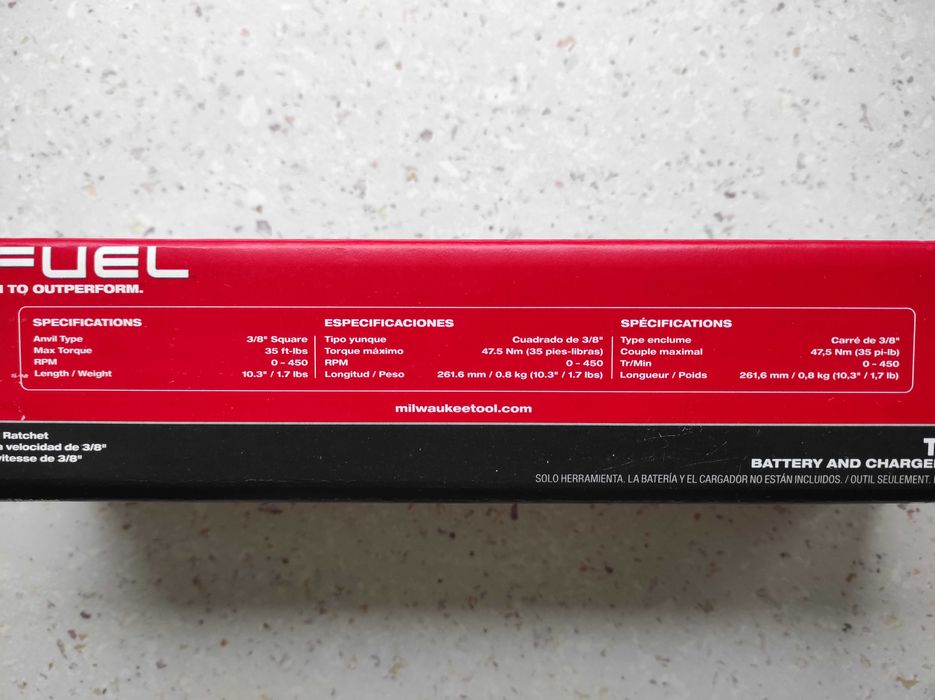 FUEL
TO OUTPERFORM.
SPECIFICATIONS
Anvil Type 3/8" Square
Max Torque 35 ft-lbs
RPM 0 – 450
Length / Weight 10.3" / 1.7 lbs
ESPECIFICACIONES
Tipo yunque Cuadrado de 3/8"
Torque máximo 47.5 Nm (35 pies-libras)
RPM 0 – 450
Longitud / Peso 261.6 mm / 0.8 kg (10.3" / 1.7 lbs)
SPÉCIFICATIONS
Type enclume Carré de 3/8"
Couple maximal 47,5 Nm (35 pi-lb)
Tr/Min 0 – 450
Longueur / Poids 261,6 mm / 0,8 kg (10,3" / 1,7 lb)
milwaukeetool.com
Ratchet
velocidad de 3/8"
vitesse de 3/8"
BATTERY AND CHARGE
SOLO HERRAMIENTA. LA BATERÍA Y EL CARGADOR NO ESTÁN INCLUIDOS. / OUTIL SEULEMENT.